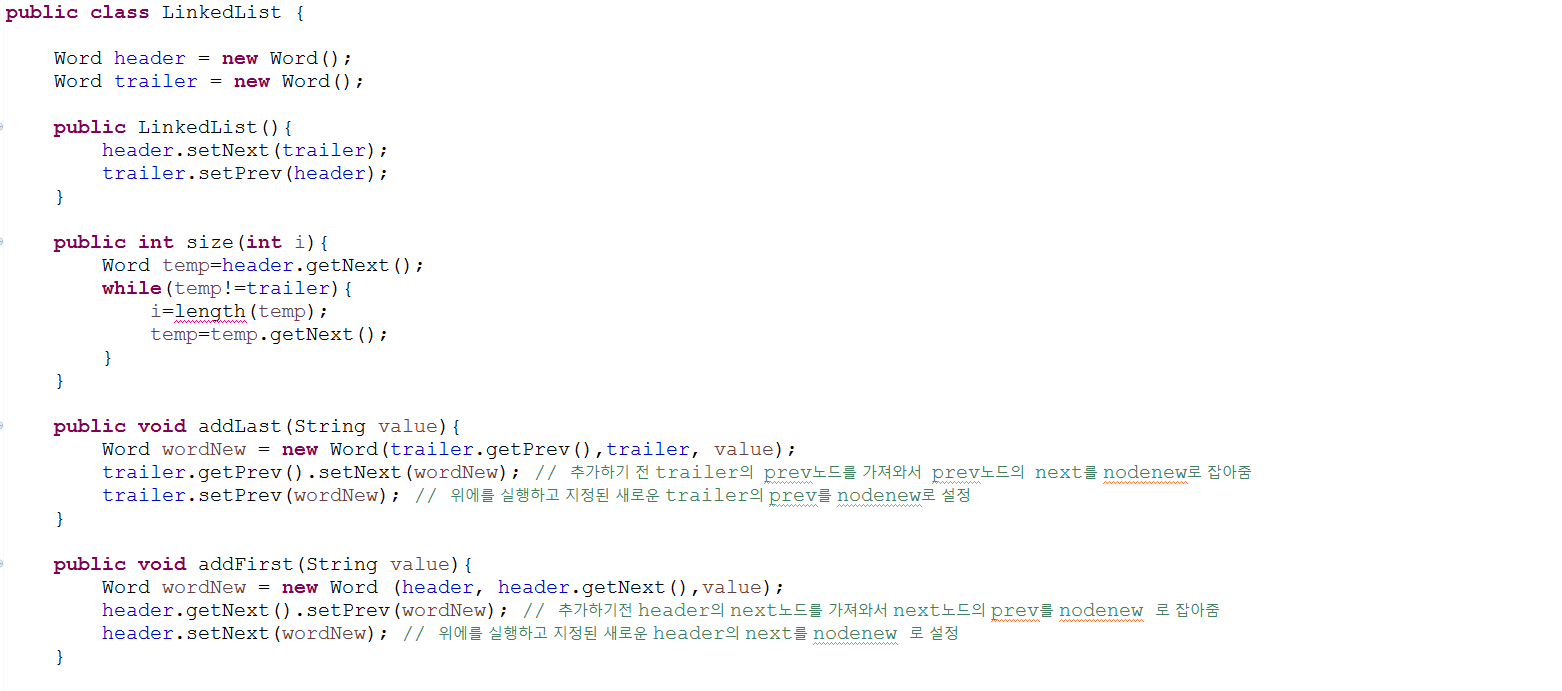 public class LinkedList {
Word header = new Word();
Word trailer = new Word();
public LinkedList(){
header.setNext(trailer);
trailer.setPrev(header);
}
public int size(int i){
Word temp=header.getNext();
while(temp!=trailer){
i=length(temp);
temp=temp.getNext();
}
}
public void addLast(String value){
Word wordNew = new Word(trailer.getPrev(),trailer, value);
trailer.getPrev().setNext(wordNew); // 추가하기 전 trailer의 prev노드를 가져와서 prev노드의 next를 nodenew로 잡아줌
trailer.setPrev(wordNew); // 위에를 실행하고 지정된 새로운 trailer의 prev를 nodenew로 설정
}
public void addFirst(String value){
Word wordNew = new Word (header, header.getNext(),value);
header.getNext().setPrev(wordNew); // 추가하기전 header의 next노드를 가져와서 next노드의 prev를 nodenew 로 잡아줌
header.setNext(wordNew); // 위에를 실행하고 지정된 새로운 header의 next를 nodenew 로 설정
}